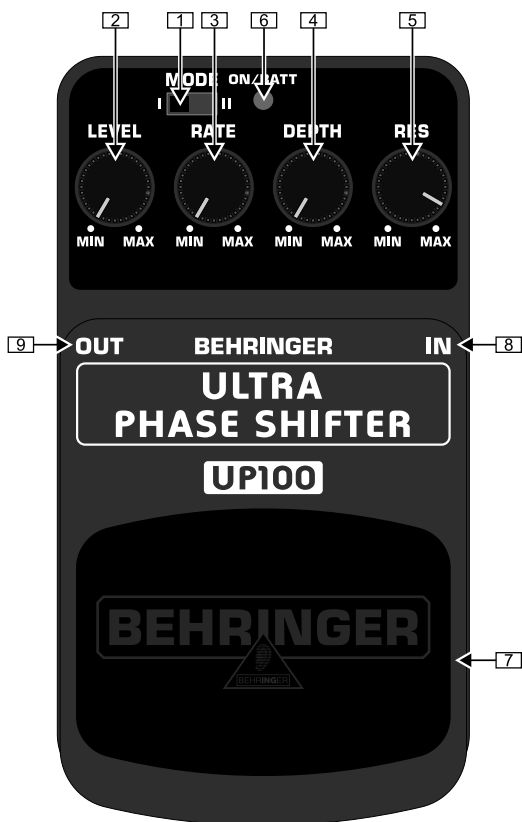 2 1 3 6 4 5
MODE ON/BATT
I II
LEVEL RATE DEPTH RES
MIN MAX MIN MAX MIN MAX MIN MAX
9 OUT BEHRINGER IN 8
ULTRA
PHASE SHIFTER
UP100
BEHRINGER
BEHRINGER
7